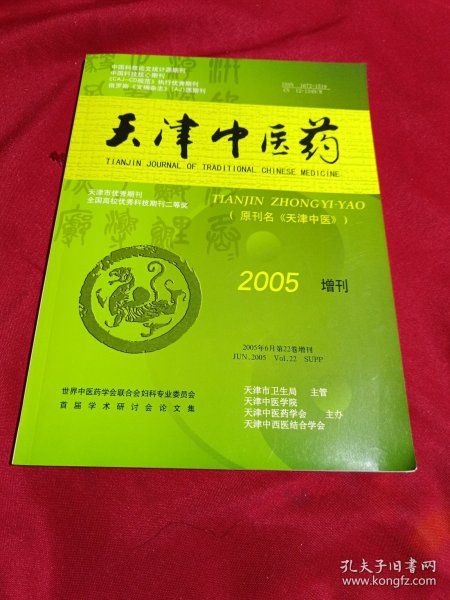 中国科技论文统计源期刊
中国科技核心期刊
《CAJ-CD规范》执行优秀期刊
俄罗斯《文摘杂志》(AJ)源期刊
ISSN 1672-1519
CN 12-1349/R
天津中医药
TIANJIN JOURNAL OF TRADITIONAL CHINESE MEDICINE
天津市优秀期刊
全国高校优秀科技期刊二等奖
TIANJIN ZHONGYI-YAO
(原刊名《天津中医》)
2005 增刊
2005年6月第22卷增刊
JUN.2005 Vol.22 SUPP
世界中医药学会联合会妇科专业委员会
首届学术研讨会论文集
天津市卫生局 主管
天津中医学院
天津中医药学会 主办
天津中西医结合学会
孔夫子旧书网
www.kongfz.com